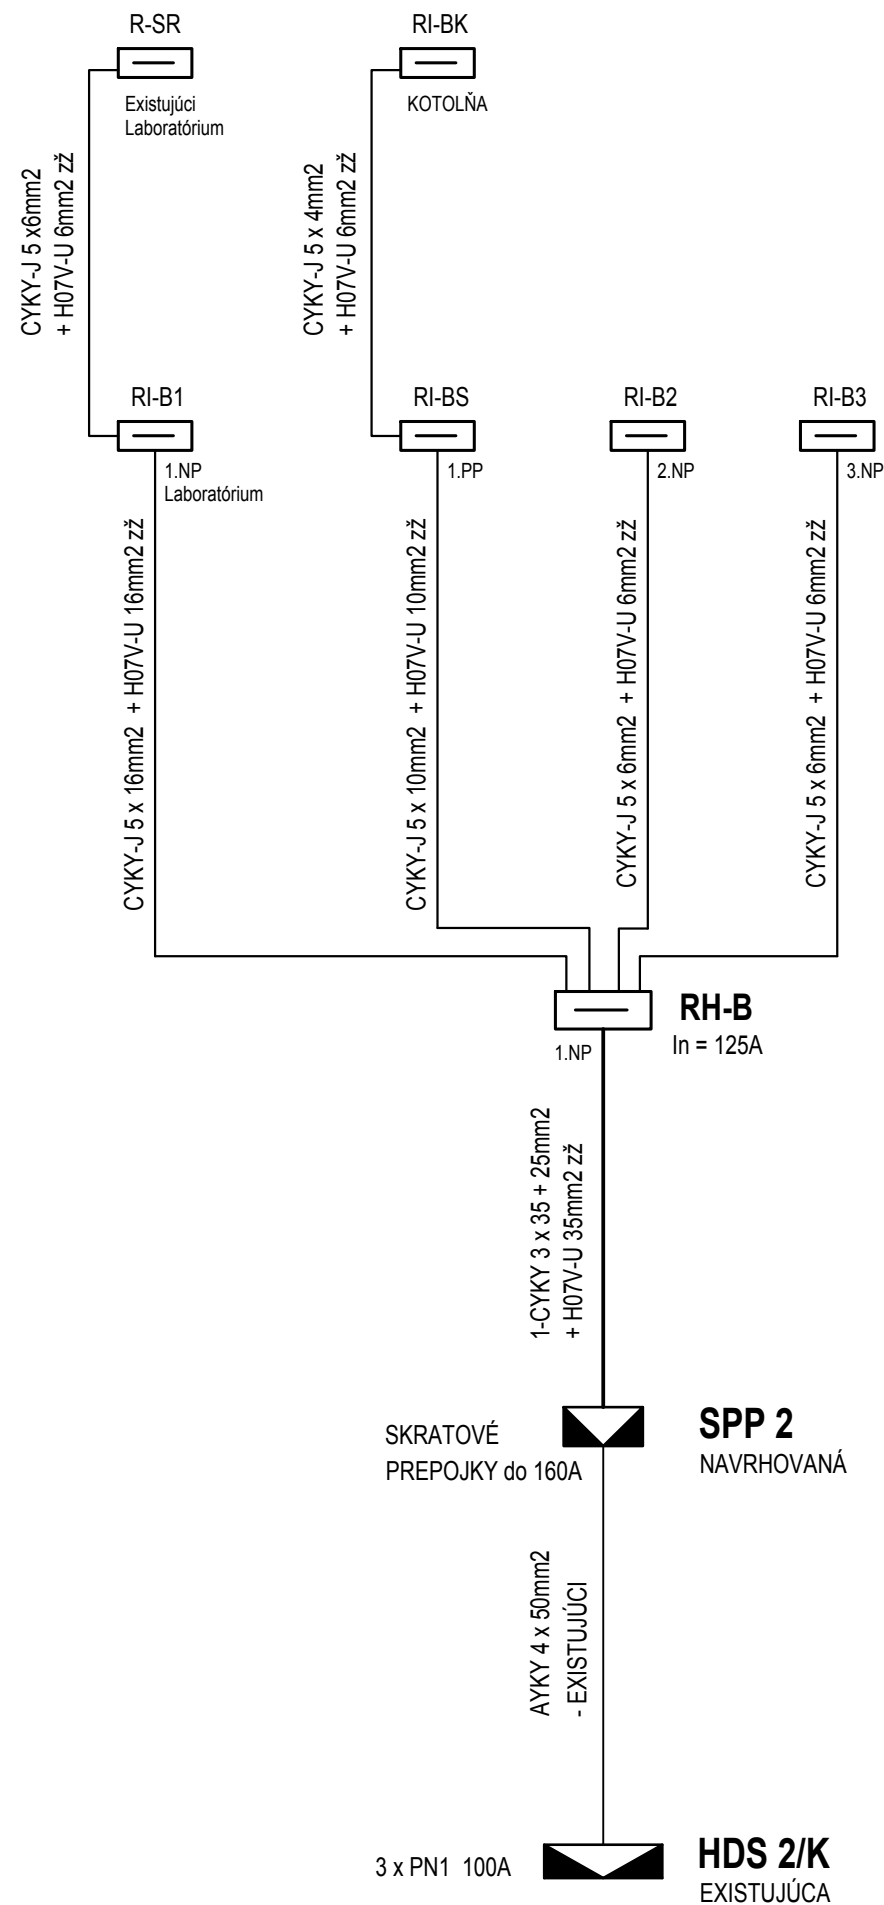 R-SR
RI-BK
Existujúci
Laboratórium
KOTOLŇA
CYKY-J 5 x6mm2
+ H07V-U 6mm2 zž
CYKY-J 5 x 4mm2
+ H07V-U 6mm2 zž
RI-B1
RI-BS
RI-B2
RI-B3
1.NP
Laboratórium
1.PP
2.NP
3.NP
CYKY-J 5 x 16mm2 + H07V-U 16mm2 zž
CYKY-J 5 x 10mm2 + H07V-U 10mm2 zž
CYKY-J 5 x 6mm2 + H07V-U 6mm2 zž
CYKY-J 5 x 6mm2 + H07V-U 6mm2 zž
RH-B
In = 125A
1.NP
1-CYKY 3 x 35 + 25mm2
+ H07V-U 35mm2 zž
SKRATOVÉ
PREPOJKY do 160A
SPP 2
NAVRHOVANÁ
AYKY 4 x 50mm2
- EXISTUJÚCI
3 x PN1 100A
HDS 2/K
EXISTUJÚCA